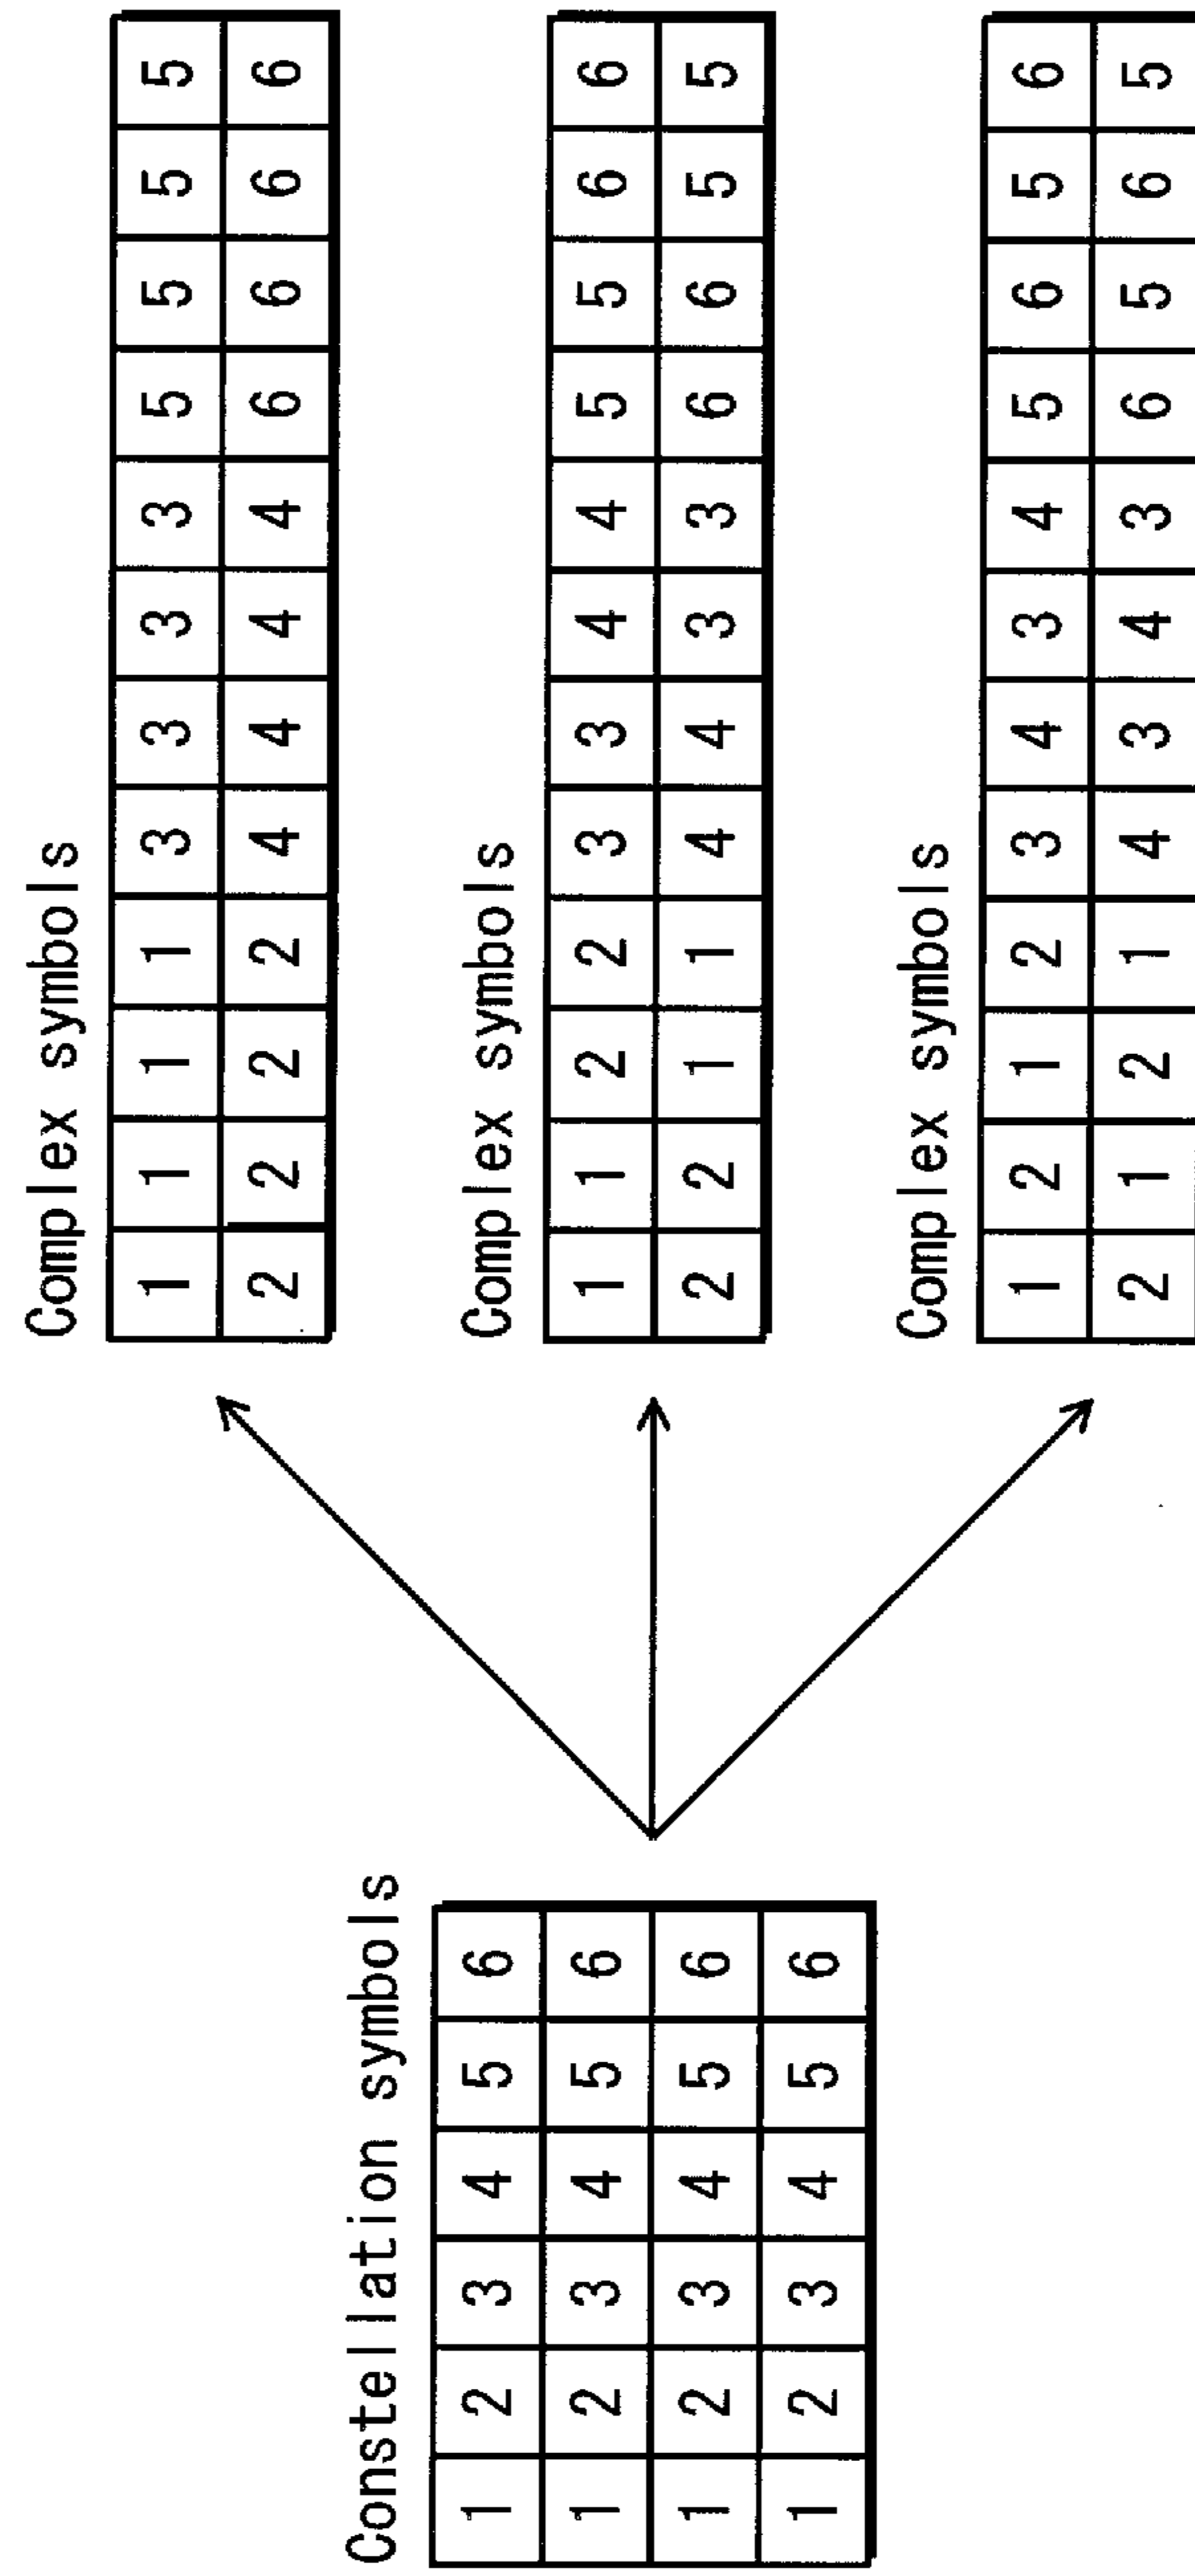 Constellation symbols
1 2 3 4 5 6
1 2 3 4 5 6
1 2 3 4 5 6
1 2 3 4 5 6
Complex symbols
1 1 1 1 3 3 3 3 5 5 5 5
2 2 2 2 4 4 4 4 6 6 6 6
Complex symbols
1 1 2 2 3 3 4 4 5 5 6 6
2 2 1 1 4 4 3 3 6 6 5 5
Complex symbols
1 2 1 2 3 4 3 4 5 6 5 6
2 1 2 1 4 3 4 3 6 5 6 5